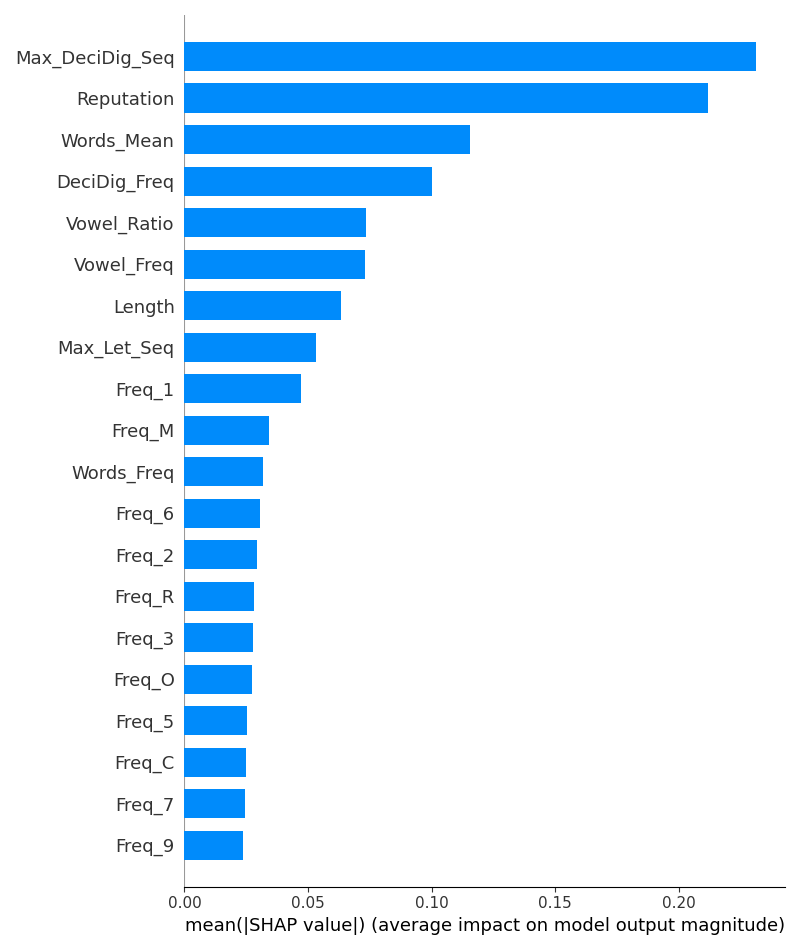 Max_DeciDig_Seq
Reputation
Words_Mean
DeciDig_Freq
Vowel_Ratio
Vowel_Freq
Length
Max_Let_Seq
Freq_1
Freq_M
Words_Freq
Freq_6
Freq_2
Freq_R
Freq_3
Freq_O
Freq_5
Freq_C
Freq_7
Freq_9
0.00 0.05 0.10 0.15 0.20
mean(|SHAP value|) (average impact on model output magnitude)